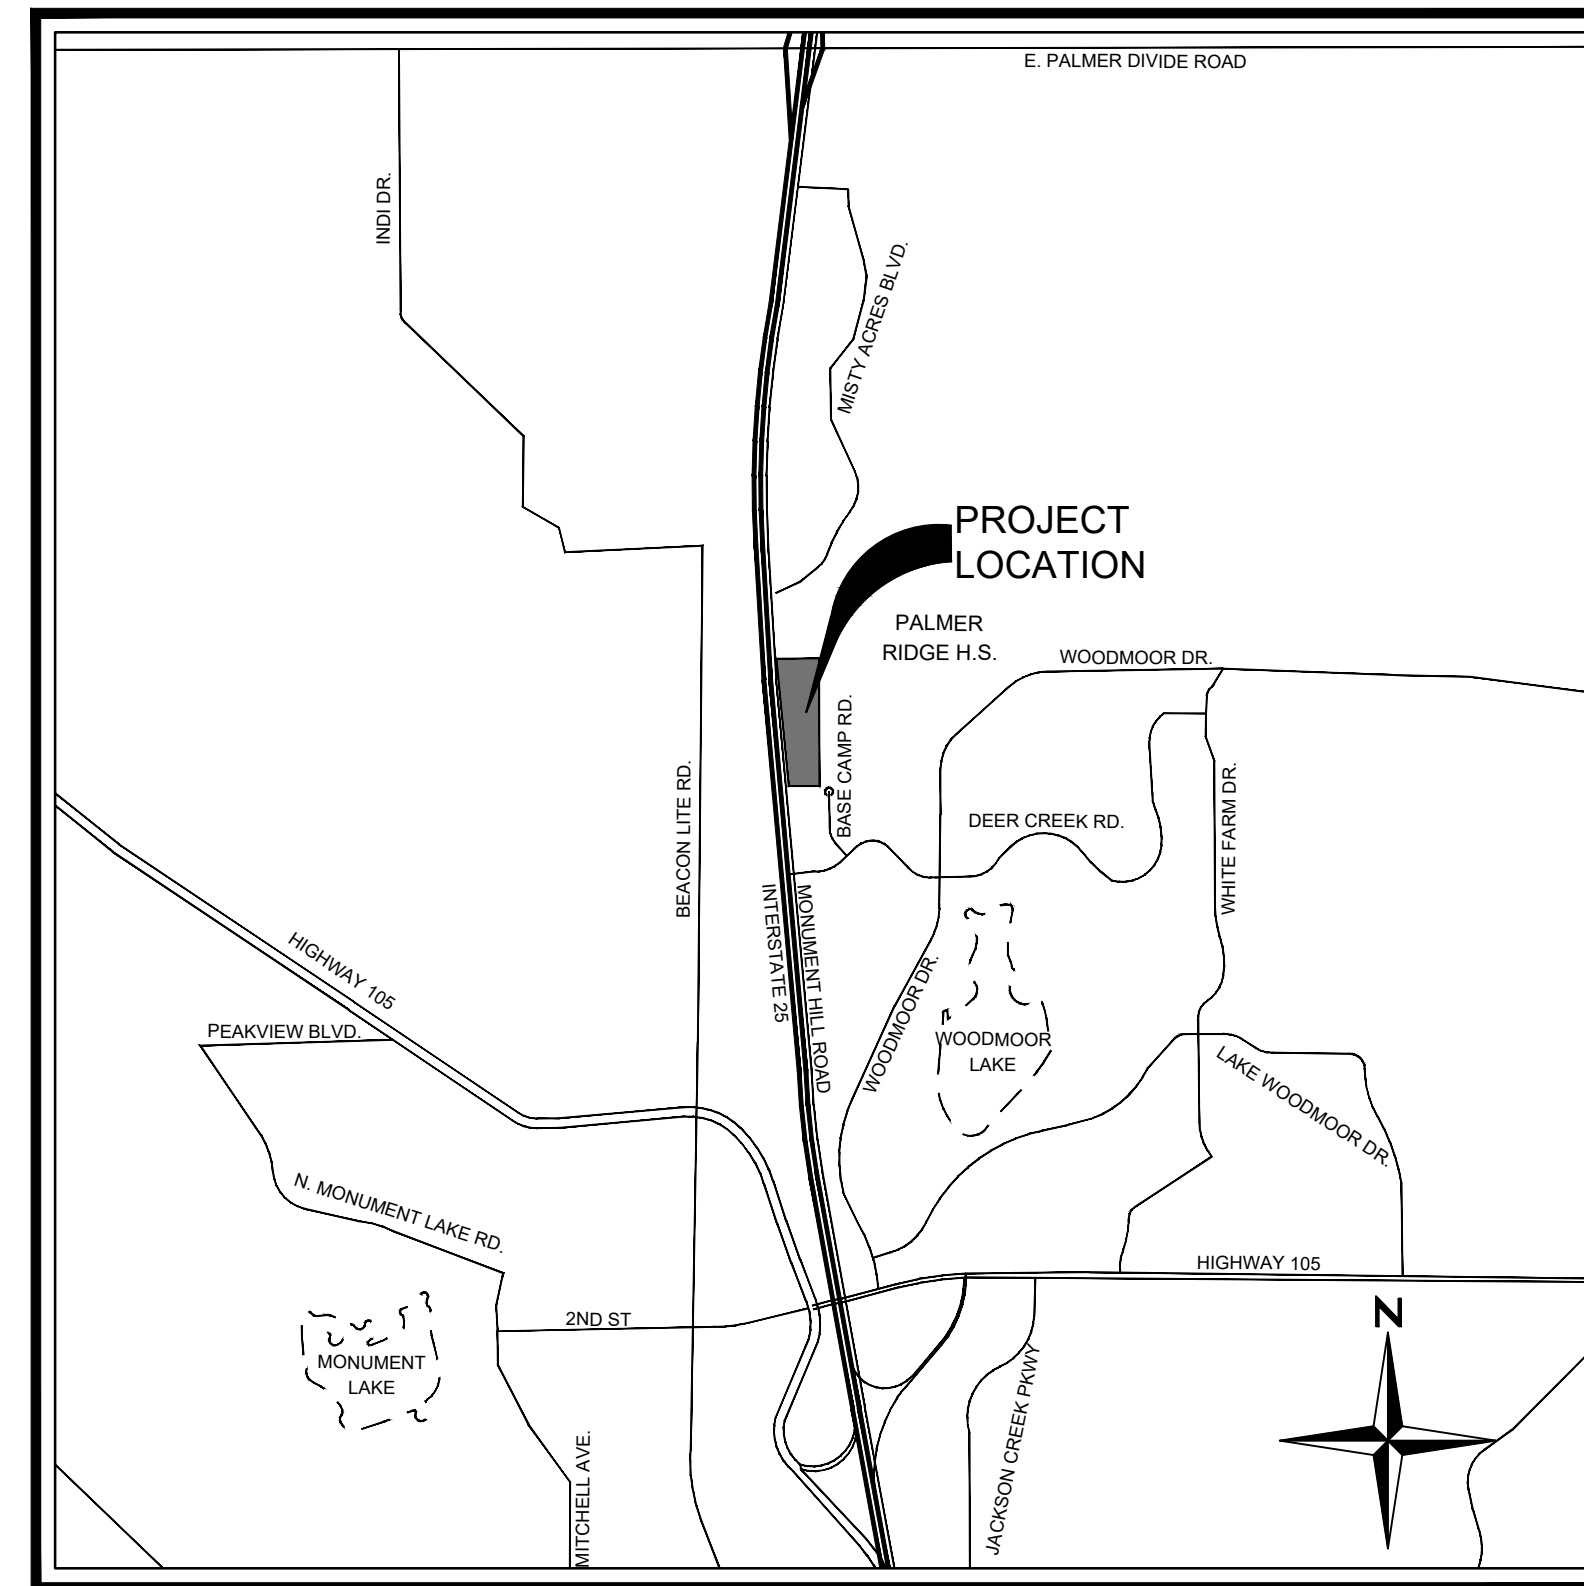 E. PALMER DIVIDE ROAD
INDI DR.
MISTY ACRES BLVD.
PROJECT
LOCATION
PALMER
RIDGE H.S.
WOODMOOR DR.
BASE CAMP RD.
BEACON LITE RD.
DEER CREEK RD.
WHITE FARM DR.
INTERSTATE 25
MONUMENT HILL ROAD
HIGHWAY 105
PEAKVIEW BLVD.
WOODMOOR DR.
WOODMOOR
LAKE
LAKE WOODMOOR DR.
N. MONUMENT LAKE RD.
HIGHWAY 105
2ND ST
MONUMENT
LAKE
N
JACKSON CREEK PKWY
MITCHELL AVE.